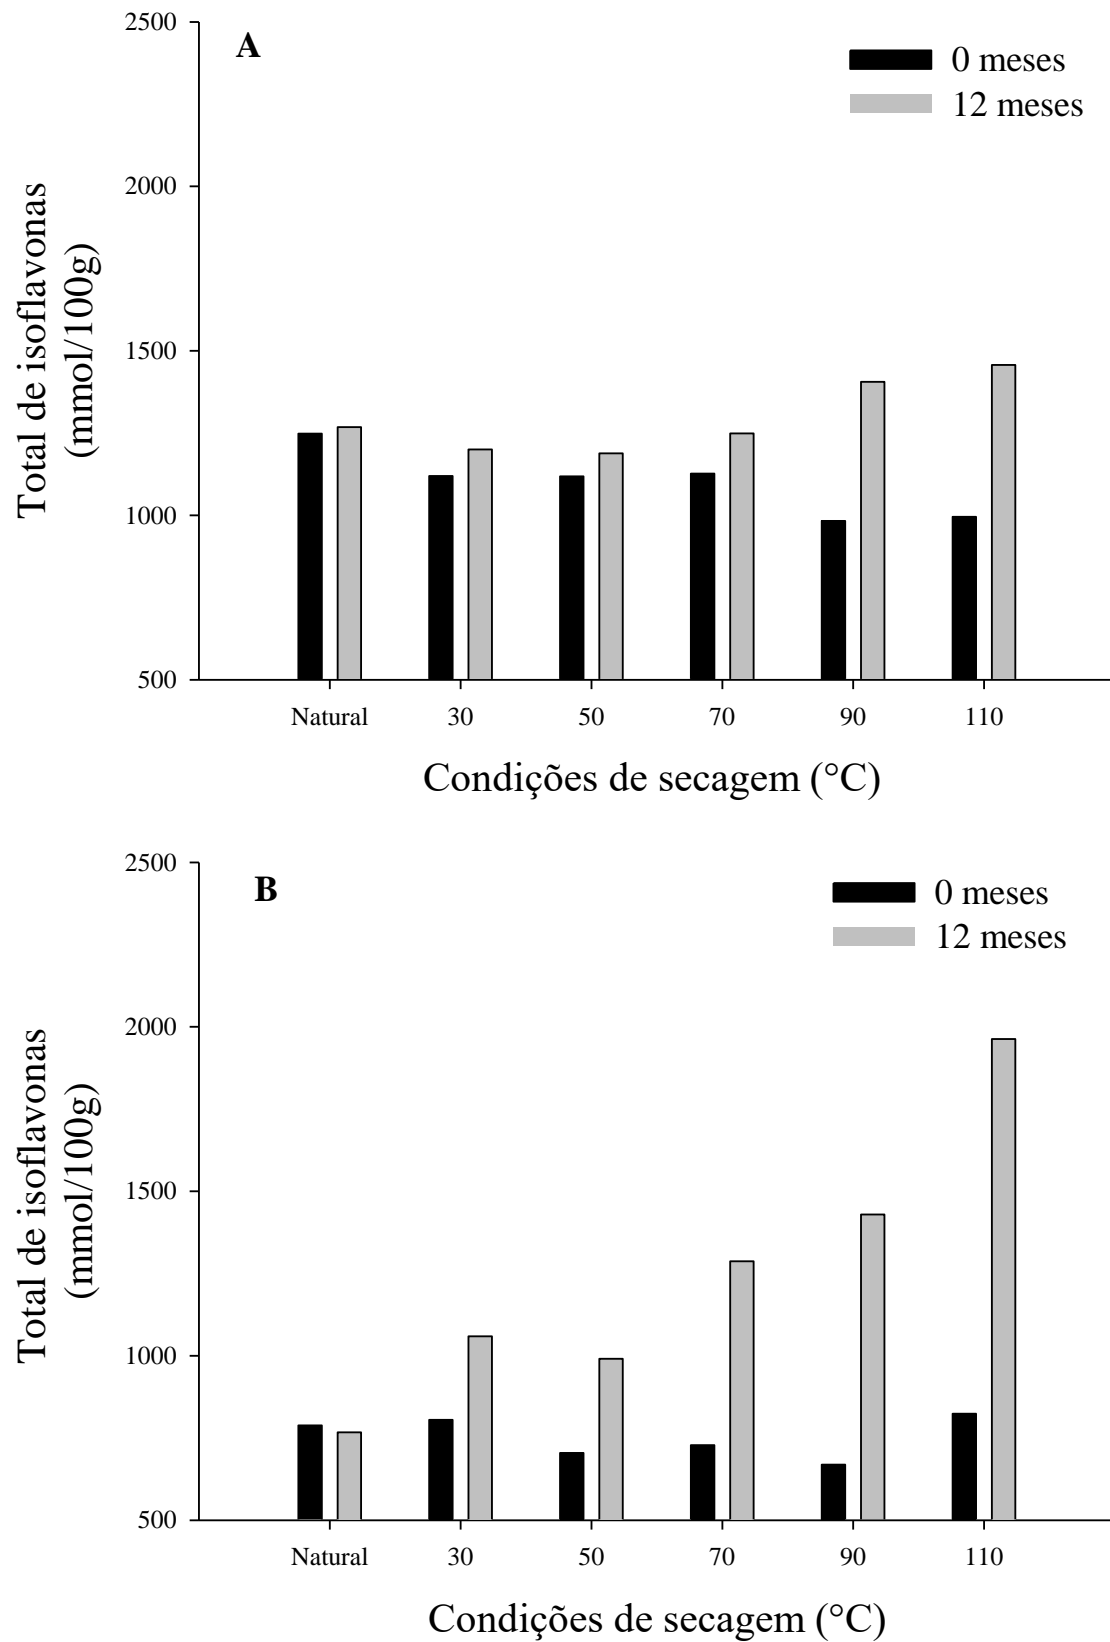 A
0 meses
12 meses
2500
2000
1500
1000
500
Total de isoflavonas
(mmol/100g)
Natural 30 50 70 90 110
Condições de secagem (°C)
B
0 meses
12 meses
2500
2000
1500
1000
500
Total de isoflavonas
(mmol/100g)
Natural 30 50 70 90 110
Condições de secagem (°C)